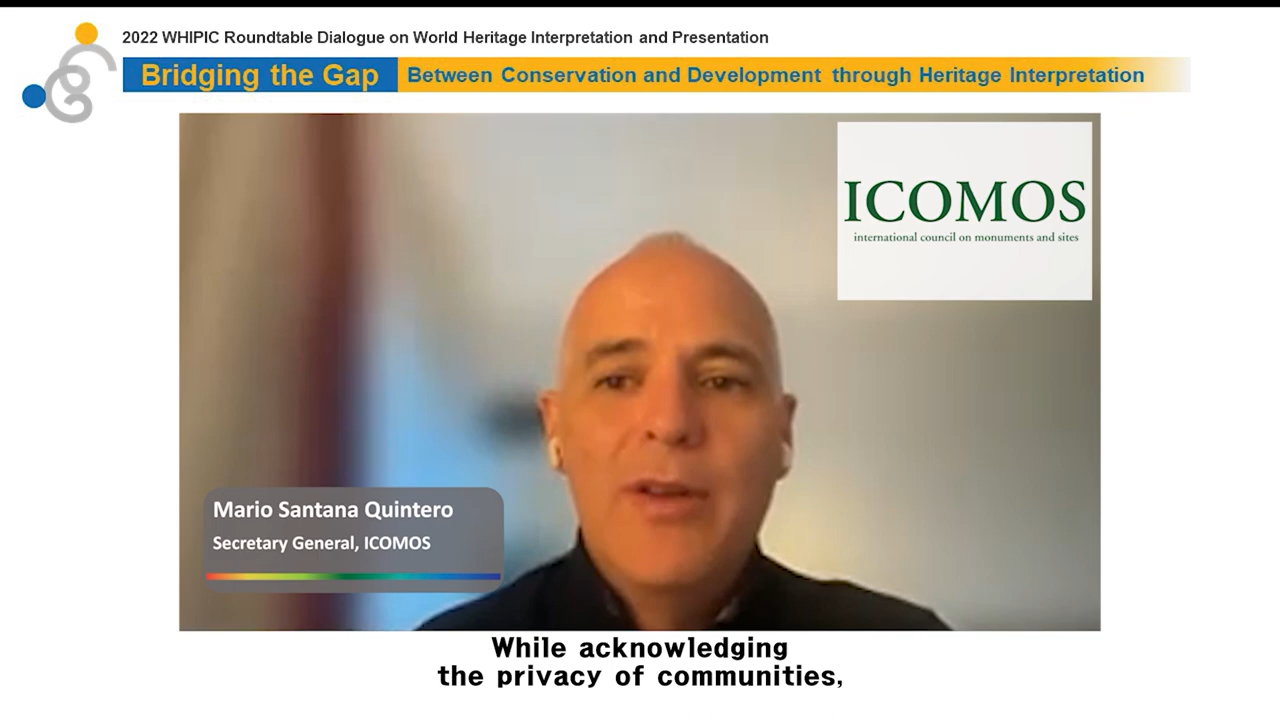 2022 WHIPIC Roundtable Dialogue on World Heritage Interpretation and Presentation
Bridging the Gap Between Conservation and Development through Heritage Interpretation
ICOMOS
international council on monuments and sites
Mario Santana Quintero
Secretary General, ICOMOS
While acknowledging
the privacy of communities,